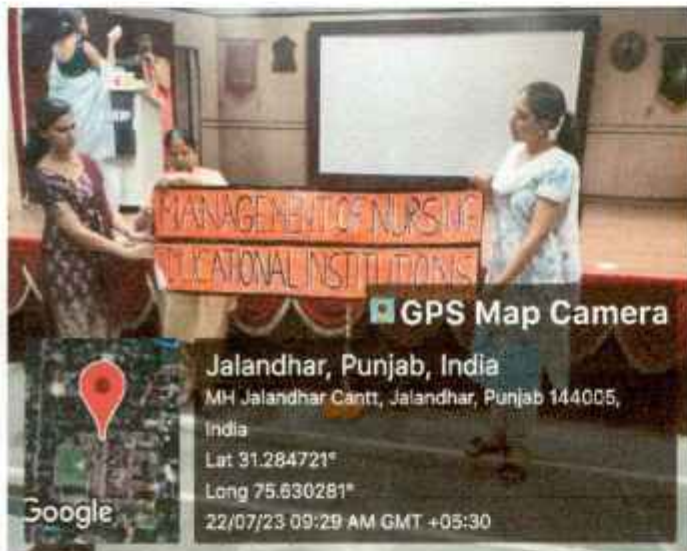 MANAGEMENT OF NURSING
EDUCATIONAL INSTITUTIONS
GPS Map Camera
Jalandhar, Punjab, India
MH Jalandhar Cantt, Jalandhar, Punjab 144005,
India
Lat 31.284721°
Long 75.630281°
22/07/23 09:29 AM GMT +05:30
Google